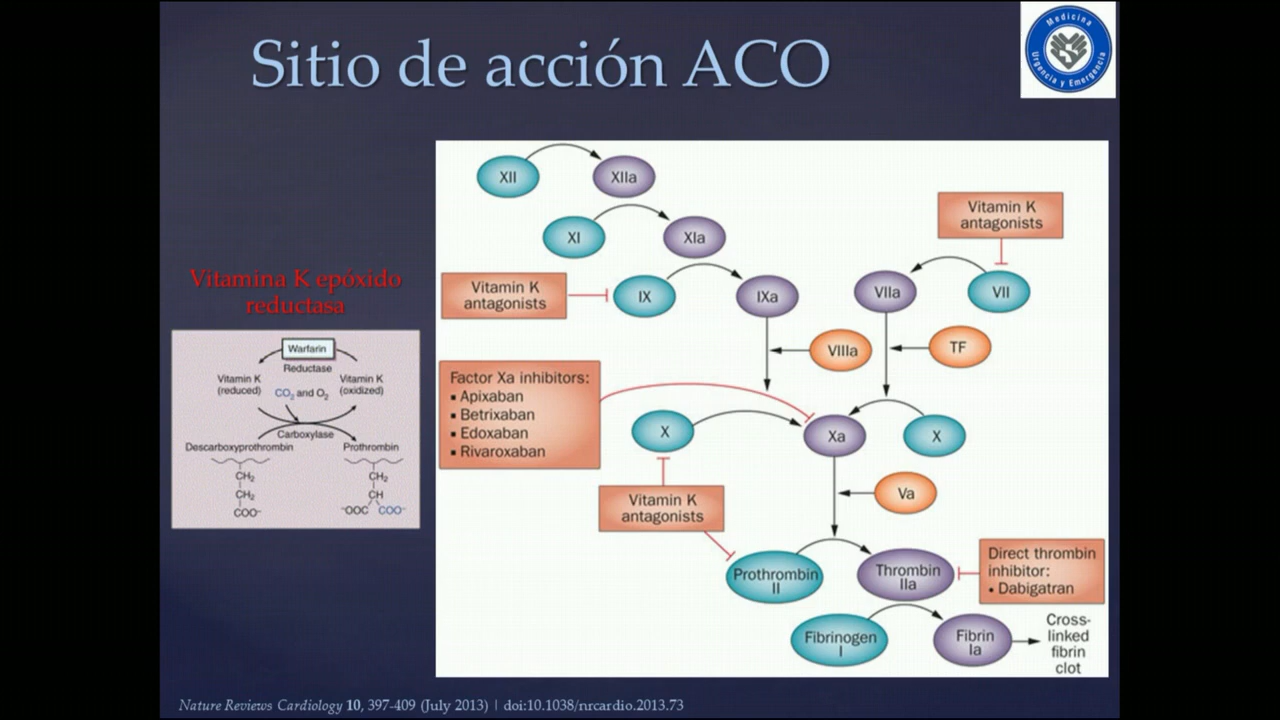 Sitio de acción ACO
Medicina
Urgencia y Emergencia
Vitamina K epóxido
reductasa
Warfarin
Reductase
Vitamin K
(reduced)
CO₂ and O₂
Vitamin K
(oxidized)
Carboxylase
Descarboxyprothrombin
Prothrombin
CH₂
CH₂
COO⁻
CH₂
CH
⁻OOC COO⁻
XII
XIIa
XI
XIa
Vitamin K
antagonists
IX
IXa
VIIa
VII
Vitamin K
antagonists
VIIIa
TF
Factor Xa inhibitors:
▪ Apixaban
▪ Betrixaban
▪ Edoxaban
▪ Rivaroxaban
X
Xa
X
Va
Vitamin K
antagonists
Prothrombin
II
Thrombin
IIa
Direct thrombin
inhibitor:
• Dabigatran
Fibrinogen
I
Fibrin
Ia
Cross-
linked
fibrin
clot
Nature Reviews Cardiology 10, 397-409 (July 2013) | doi:10.1038/nrcardio.2013.73